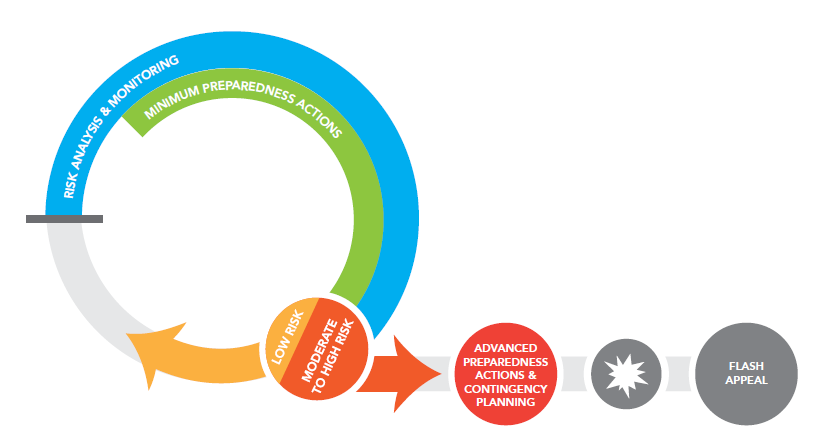 RISK ANALYSIS & MONITORING
MINIMUM PREPAREDNESS ACTIONS
LOW RISK
MODERATE
TO HIGH RISK
ADVANCED
PREPAREDNESS
ACTIONS &
CONTINGENCY
PLANNING
FLASH
APPEAL